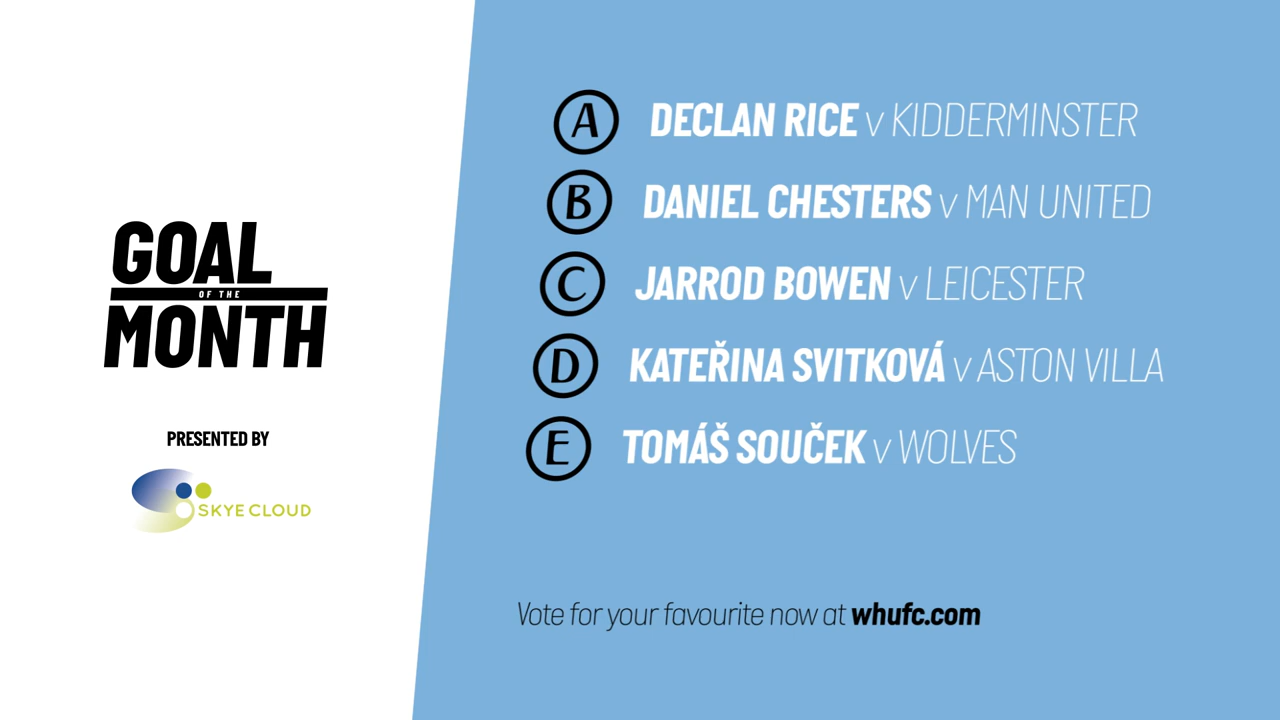 GOAL
OF THE
MONTH
PRESENTED BY
SKYE CLOUD
A DECLAN RICE v KIDDERMINSTER
B DANIEL CHESTERS v MAN UNITED
C JARROD BOWEN v LEICESTER
D KATEŘINA SVITKOVÁ v ASTON VILLA
E TOMÁŠ SOUČEK v WOLVES
Vote for your favourite now at whufc.com